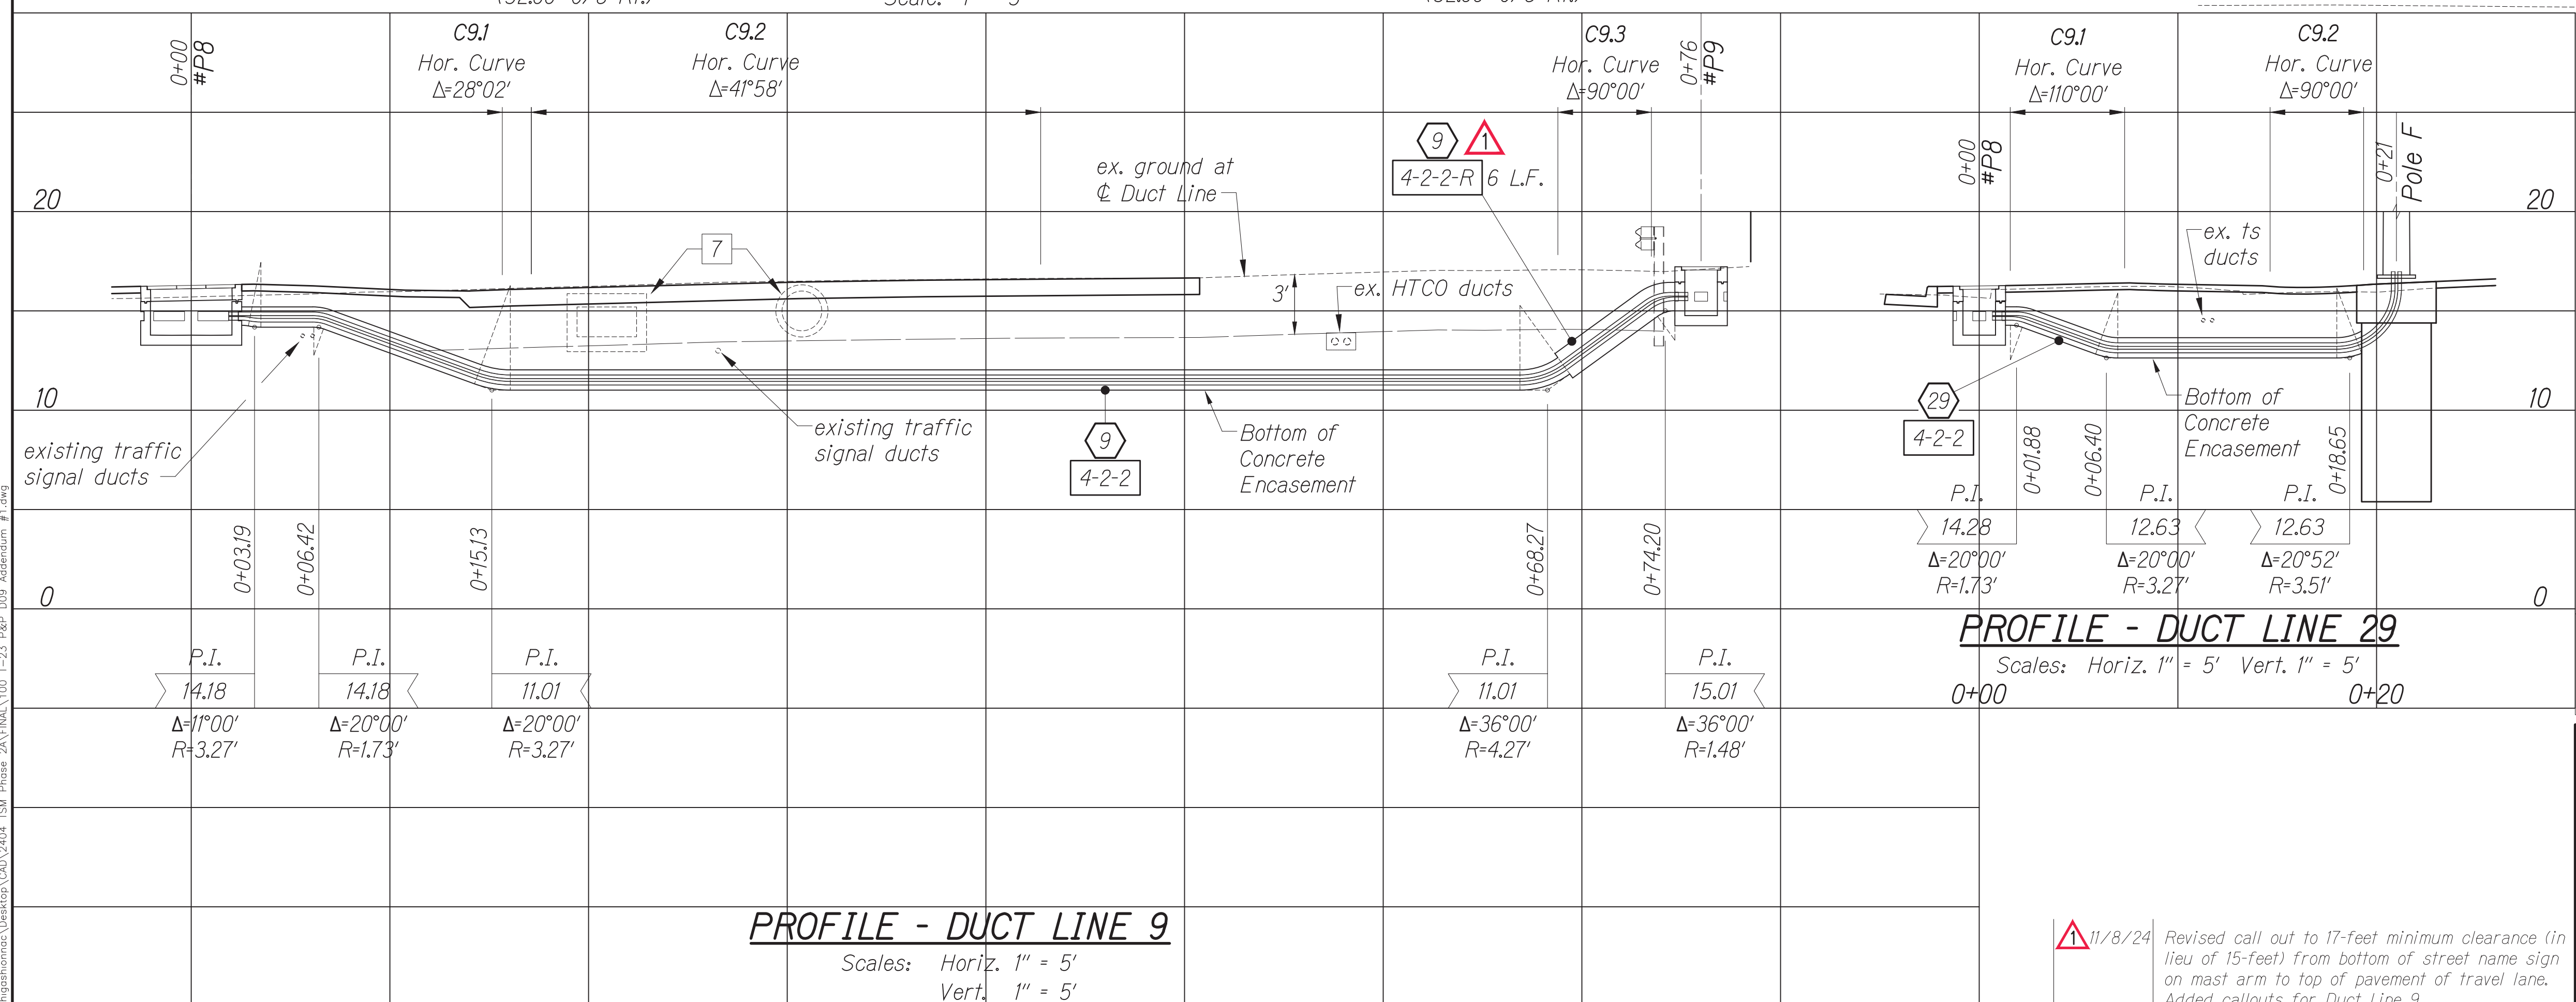 C9.1
Hor. Curve
Δ=28°02'
C9.2
Hor. Curve
Δ=41°58'
C9.3
Hor. Curve
Δ=90°00'
C9.1
Hor. Curve
Δ=110°00'
C9.2
Hor. Curve
Δ=90°00'
0+00
#P8
0+76
#P9
0+00
#P8
0+21
Pole F
9
1
4-2-2-R 6 L.F.
ex. ground at
℄ Duct Line
20
20
7
3'
ex. HTCO ducts
ex. ts
ducts
10
10
existing traffic
signal ducts
existing traffic
signal ducts
9
4-2-2
Bottom of
Concrete
Encasement
29
4-2-2
Bottom of
Concrete
Encasement
0+03.19
0+06.42
0+15.13
0+68.27
0+74.20
0+01.88
0+06.40
0+18.65
P.I.
14.28
Δ=20°00'
R=1.73'
P.I.
12.63
Δ=20°00'
R=3.27'
P.I.
12.63
Δ=20°52'
R=3.51'
0
0
PROFILE - DUCT LINE 29
Scales: Horiz. 1" = 5' Vert. 1" = 5'
0+00
0+20
P.I.
14.18
Δ=11°00'
R=3.27'
P.I.
14.18
Δ=20°00'
R=1.73'
P.I.
11.01
Δ=20°00'
R=3.27'
P.I.
11.01
Δ=36°00'
R=4.27'
P.I.
15.01
Δ=36°00'
R=1.48'
PROFILE - DUCT LINE 9
Scales: Horiz. 1" = 5'
Vert. 1" = 5'
1 11/8/24 Revised call out to 17-feet minimum clearance (in
lieu of 15-feet) from bottom of street name sign
on mast arm to top of pavement of travel lane.
Added callouts for Duct Line 9